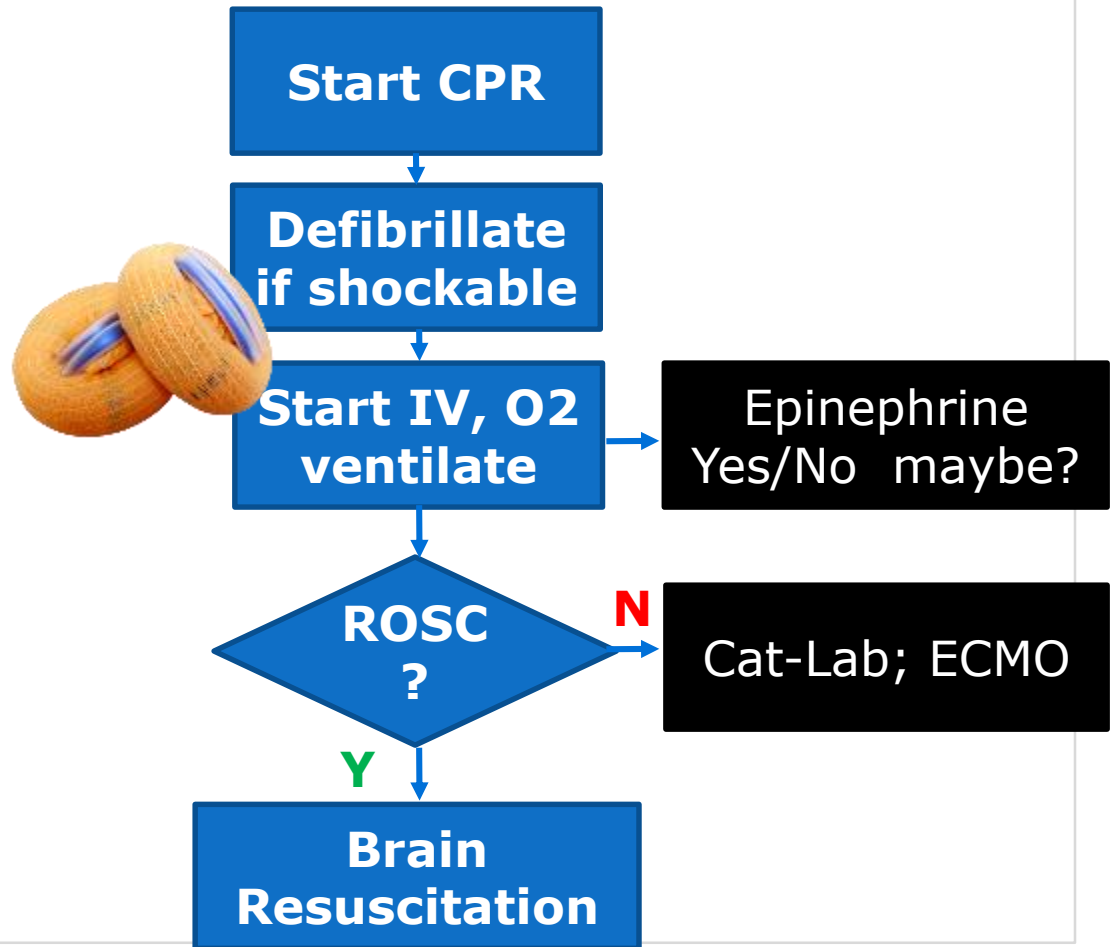 Start CPR
Defibrillate
if shockable
Start IV, O2
ventilate
Epinephrine
Yes/No maybe?
ROSC
?
N
Cat-Lab; ECMO
Y
Brain
Resuscitation